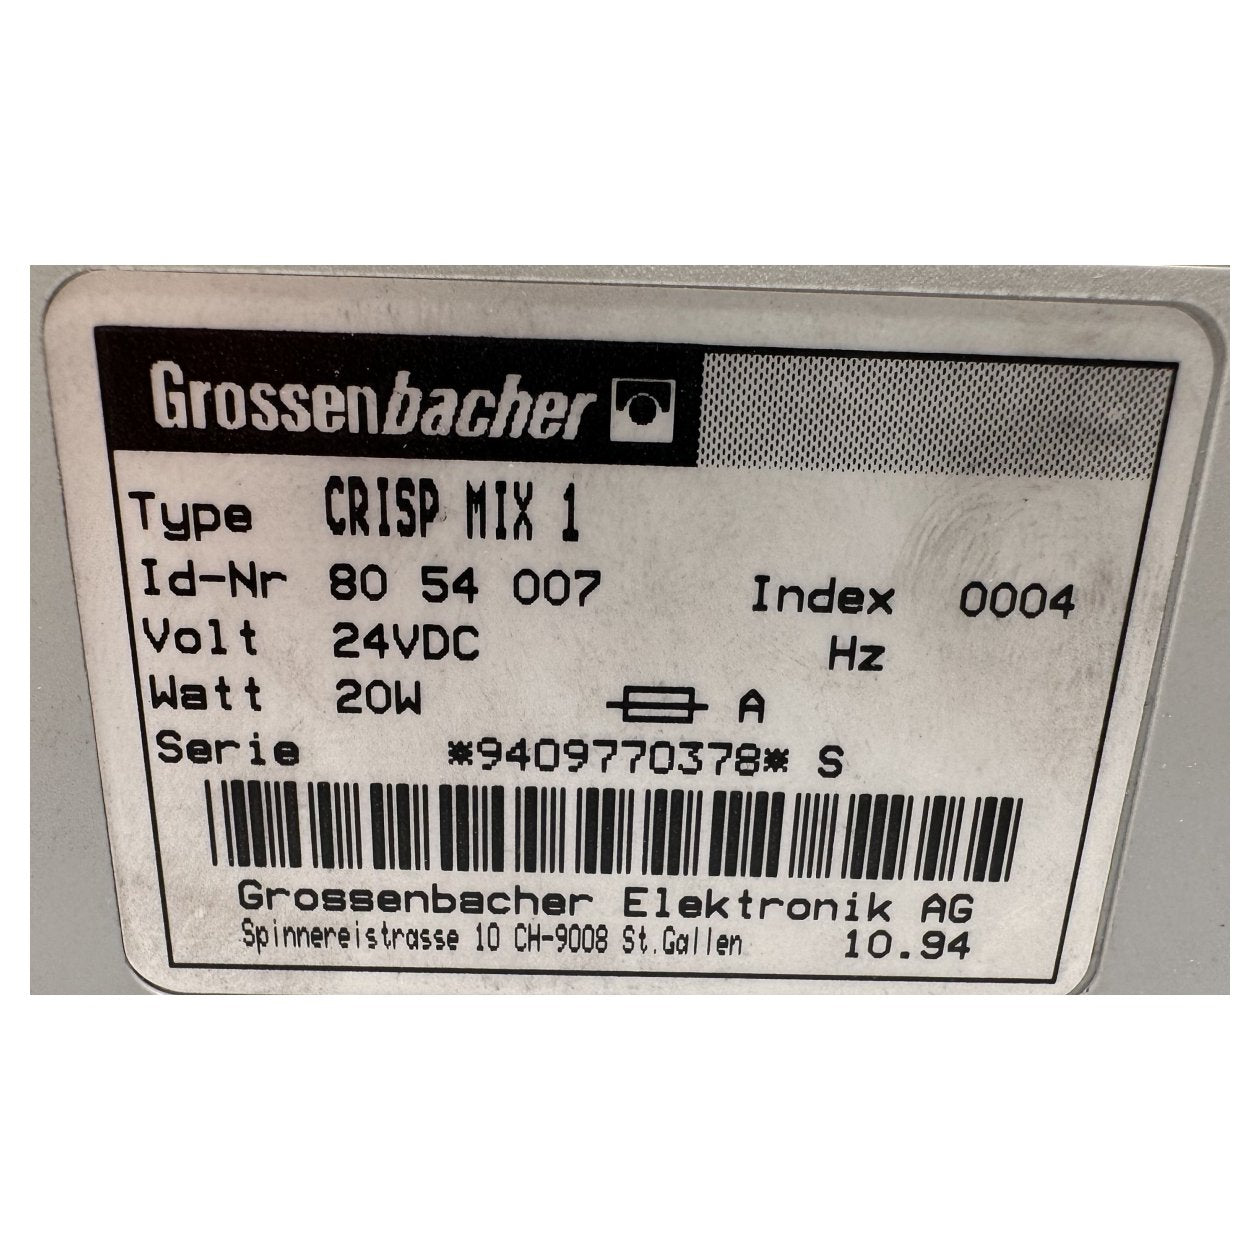 Grossenbacher
Type CRISP MIX 1
Id-Nr 80 54 007 Index 0004
Volt 24VDC Hz
Watt 20W A
Serie *9409770378* S
Grossenbacher Elektronik AG
Spinnereistrasse 10 CH-9008 St.Gallen 10.94